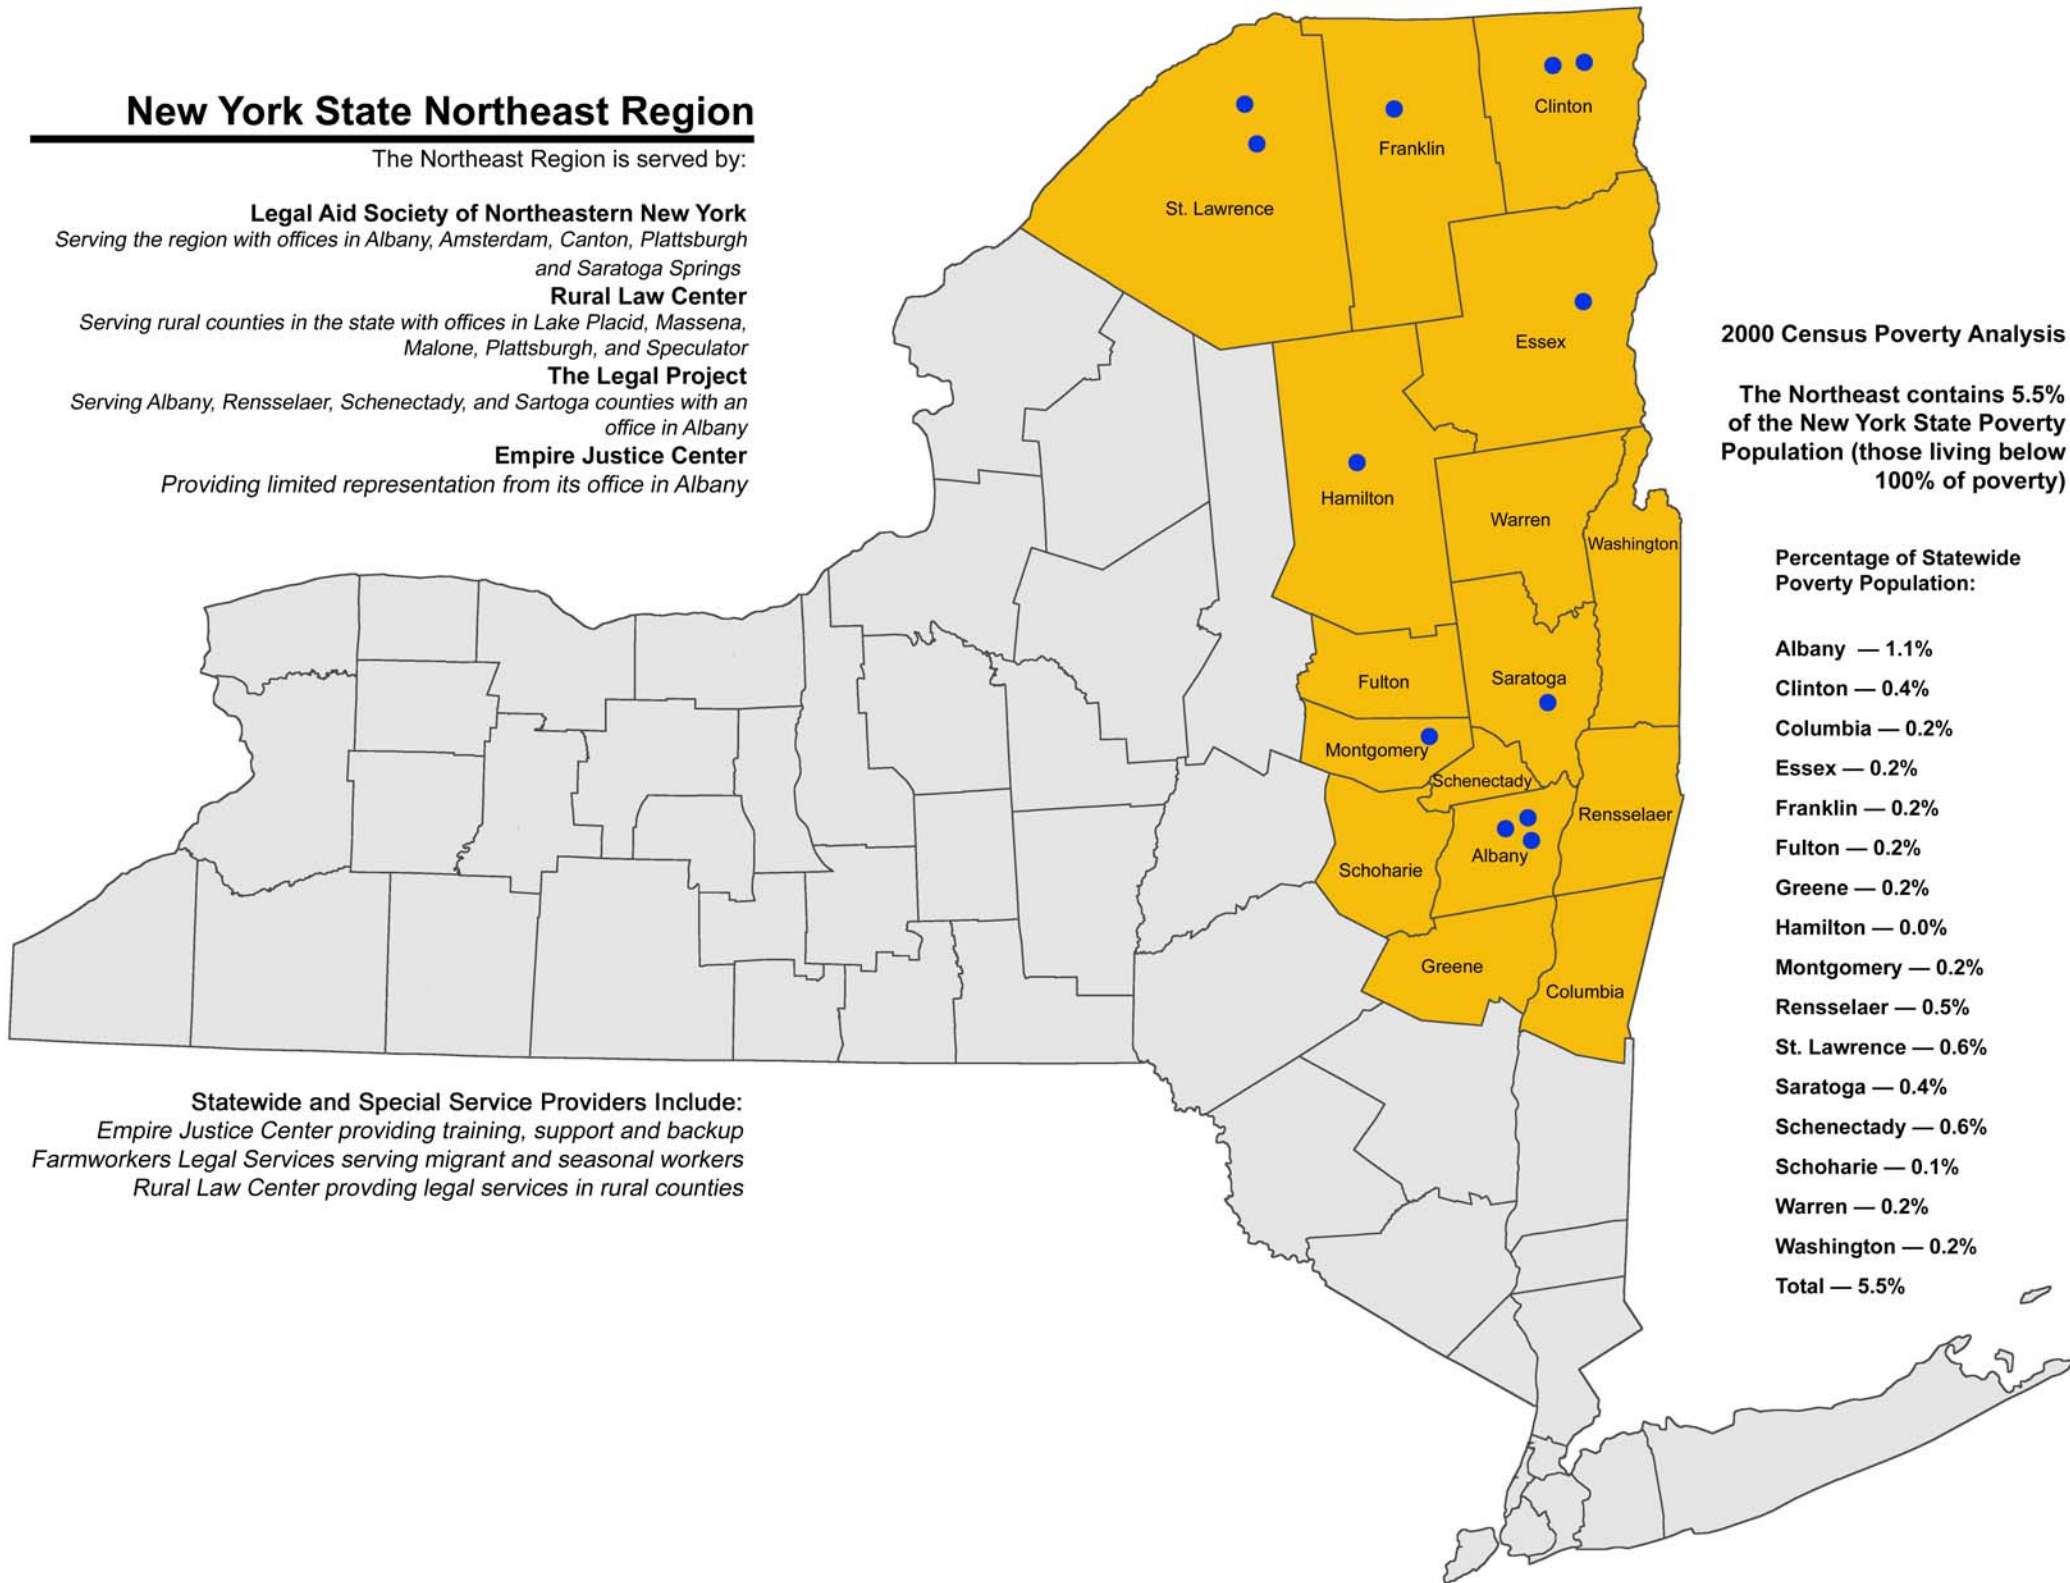 New York State Northeast Region
The Northeast Region is served by:
Legal Aid Society of Northeastern New York
Serving the region with offices in Albany, Amsterdam, Canton, Plattsburgh
and Saratoga Springs
Rural Law Center
Serving rural counties in the state with offices in Lake Placid, Massena,
Malone, Plattsburgh, and Speculator
The Legal Project
Serving Albany, Rensselaer, Schenectady, and Sartoga counties with an
office in Albany
Empire Justice Center
Providing limited representation from its office in Albany
Clinton
Franklin
St. Lawrence
Essex
Hamilton
Warren
Washington
Fulton
Saratoga
Montgomery
Schenectady
Rensselaer
Albany
Schoharie
Greene
Columbia
2000 Census Poverty Analysis
The Northeast contains 5.5%
of the New York State Poverty
Population (those living below
100% of poverty)
Percentage of Statewide
Poverty Population:
Albany — 1.1%
Clinton — 0.4%
Columbia — 0.2%
Essex — 0.2%
Franklin — 0.2%
Fulton — 0.2%
Greene — 0.2%
Hamilton — 0.0%
Montgomery — 0.2%
Rensselaer — 0.5%
St. Lawrence — 0.6%
Saratoga — 0.4%
Schenectady — 0.6%
Schoharie — 0.1%
Warren — 0.2%
Washington — 0.2%
Total — 5.5%
Statewide and Special Service Providers Include:
Empire Justice Center providing training, support and backup
Farmworkers Legal Services serving migrant and seasonal workers
Rural Law Center provding legal services in rural counties